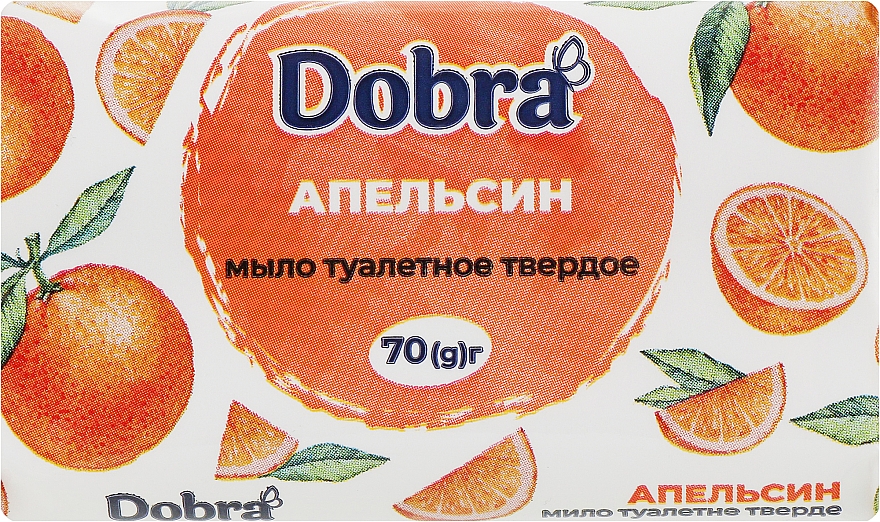 Dobra
АПЕЛЬСИН
мыло туалетное твердое
70(g)г
Dobra
АПЕЛЬСИН
мило туалетне тверде